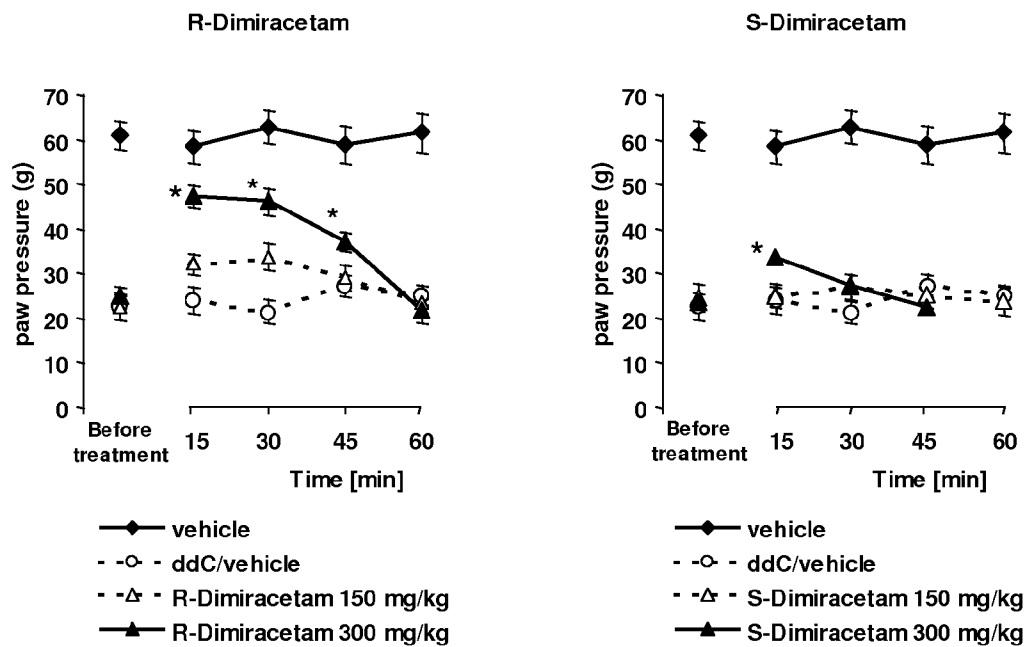 R-Dimiracetam
paw pressure (g)
70
60
50
40
30
20
10
0
*
*
*
Before
treatment
15 30 45 60
Time [min]
vehicle
ddC/vehicle
R-Dimiracetam 150 mg/kg
R-Dimiracetam 300 mg/kg
S-Dimiracetam
paw pressure (g)
70
60
50
40
30
20
10
0
*
Before
treatment
15 30 45 60
Time [min]
vehicle
ddC/vehicle
S-Dimiracetam 150 mg/kg
S-Dimiracetam 300 mg/kg